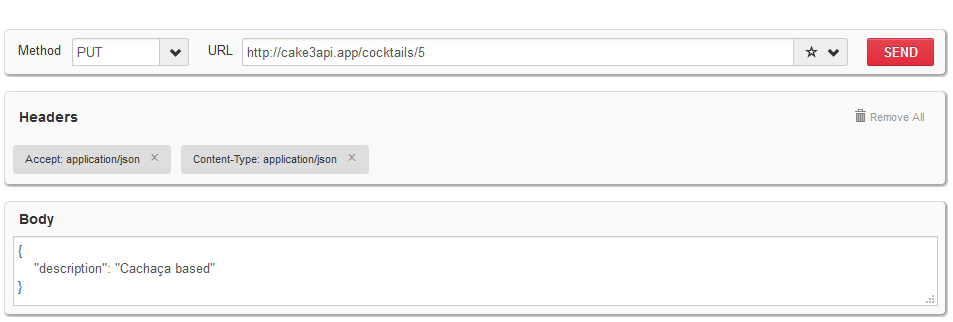 Method PUT URL http://cake3api.app/cocktails/5 SEND
Headers Remove All
Accept: application/json × Content-Type: application/json ×
Body
{
"description": "Cachaça based"
}